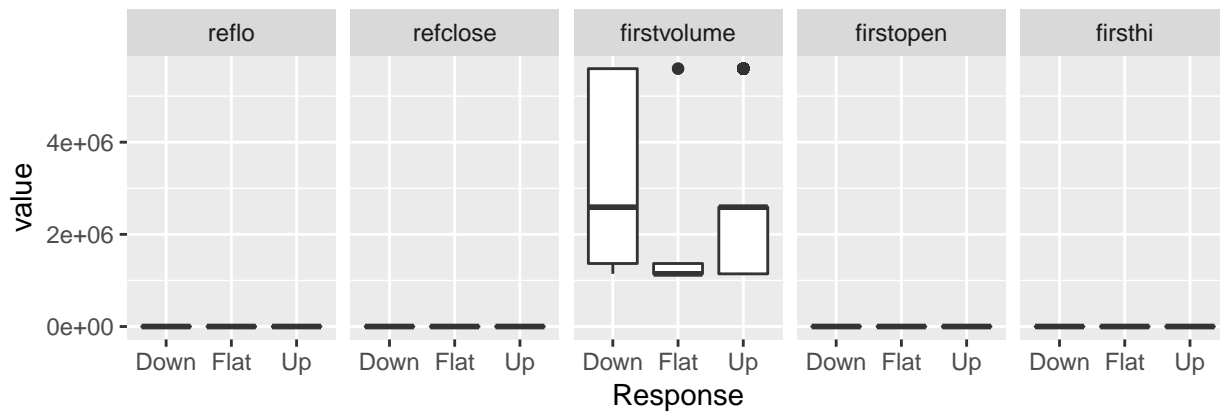 reflo refclose firstvolume firstopen firsthi
4e+06
value
2e+06
0e+00
Down Flat Up Down Flat Up Down Flat Up Down Flat Up Down Flat Up
Response